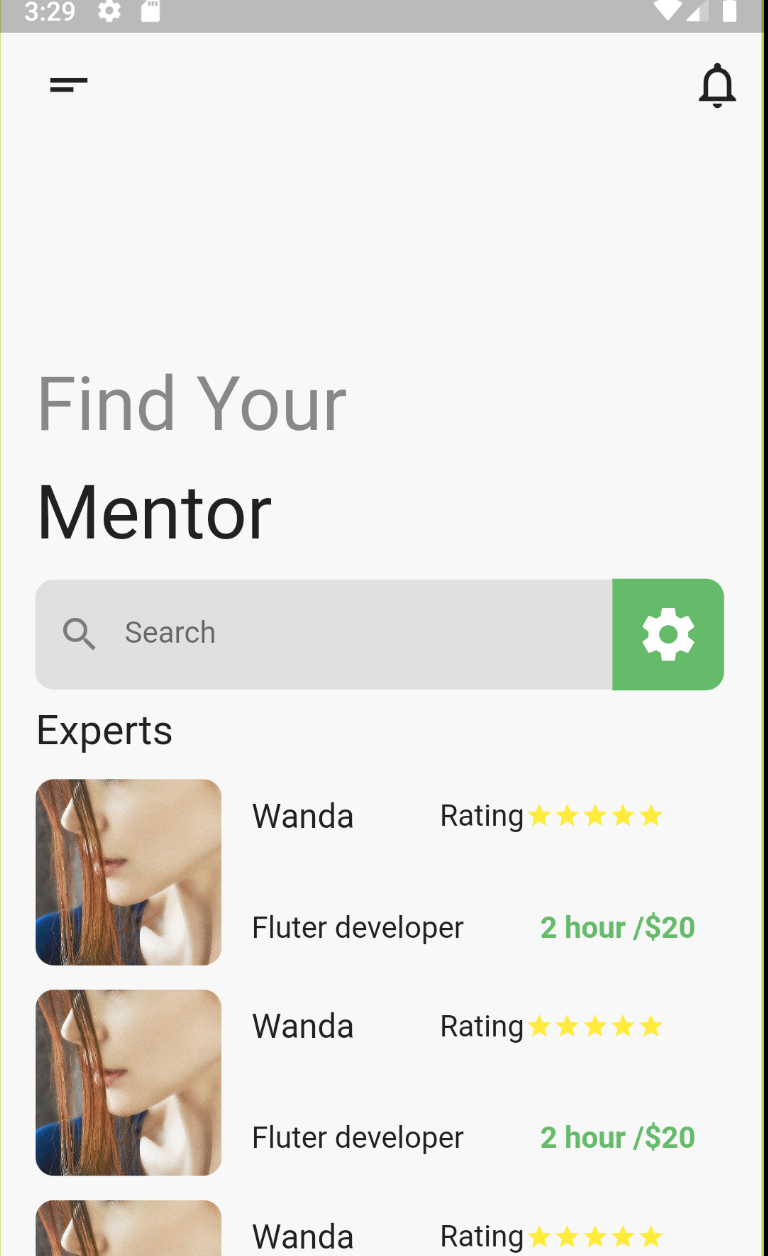 3:29
Find Your
Mentor
Search
Experts
Wanda Rating
Fluter developer 2 hour /$20
Wanda Rating
Fluter developer 2 hour /$20
Wanda Rating